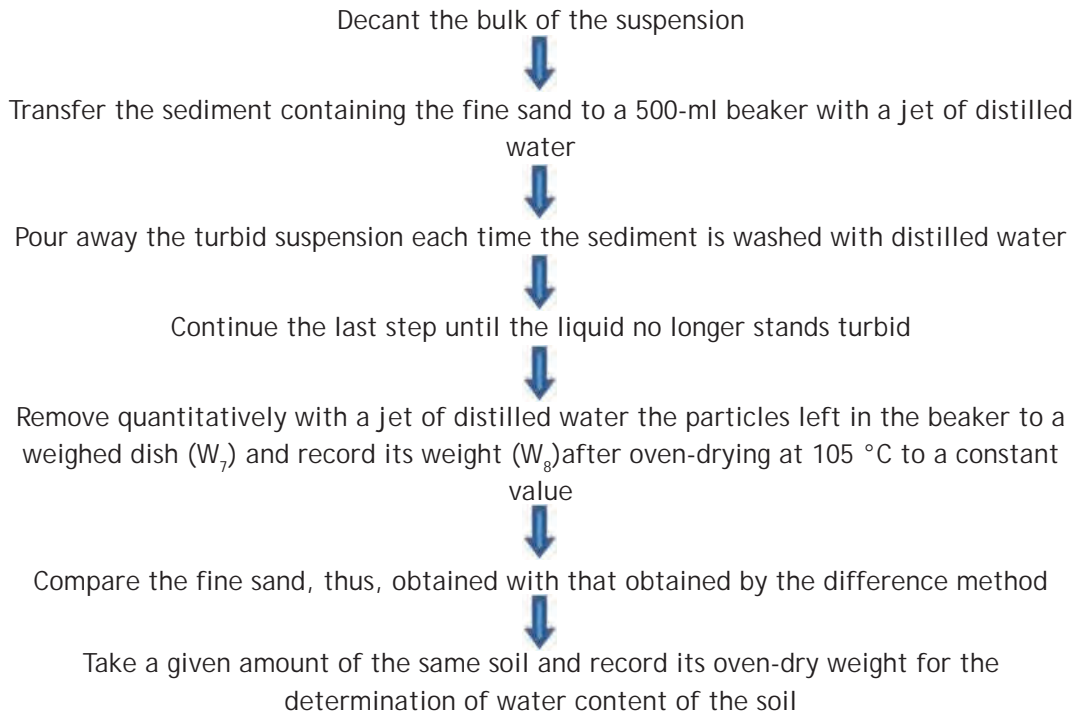 Decant the bulk of the suspension
Transfer the sediment containing the fine sand to a 500-ml beaker with a jet of distilled
water
Pour away the turbid suspension each time the sediment is washed with distilled water
Continue the last step until the liquid no longer stands turbid
Remove quantitatively with a jet of distilled water the particles left in the beaker to a
weighed dish (W₇) and record its weight (W₈)after oven-drying at 105 °C to a constant
value
Compare the fine sand, thus, obtained with that obtained by the difference method
Take a given amount of the same soil and record its oven-dry weight for the
determination of water content of the soil